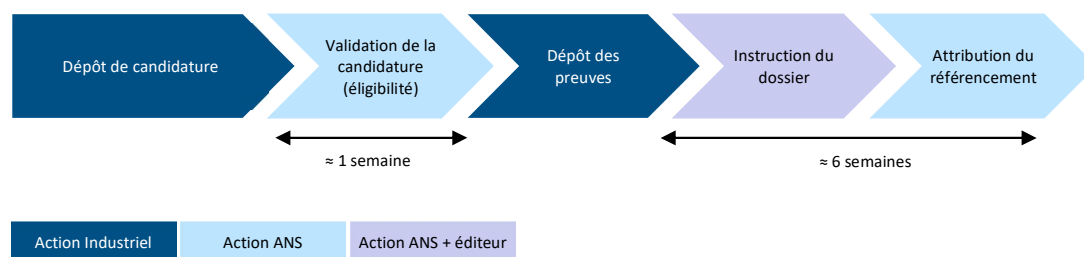 Dépôt de candidature
Validation de la
candidature
(éligibilité)
Dépôt des
preuves
Instruction du
dossier
Attribution du
référencement
≈ 1 semaine
≈ 6 semaines
Action Industriel
Action ANS
Action ANS + éditeur